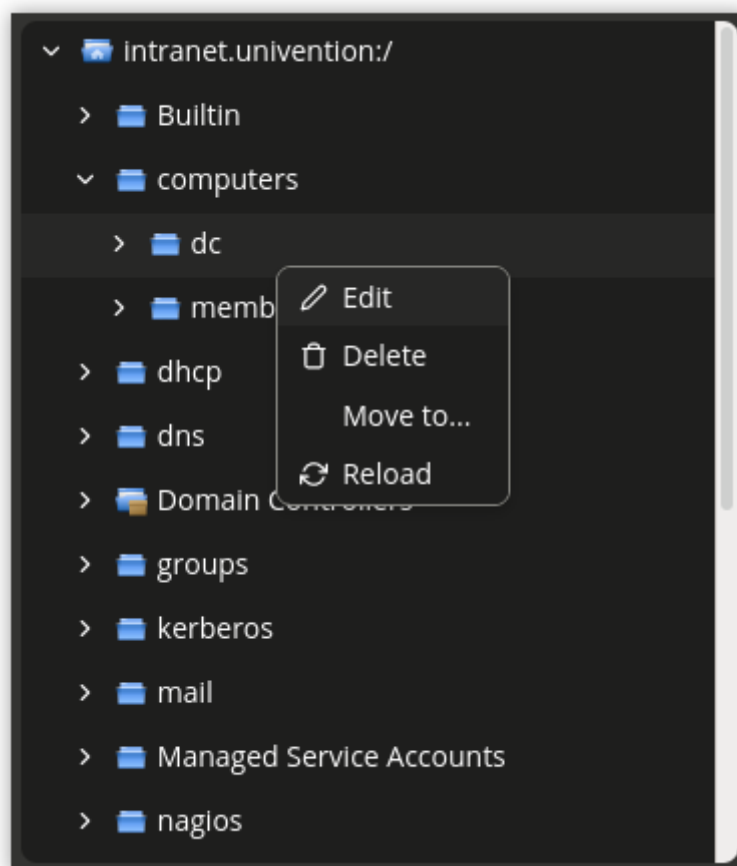 intranet.univention:/
Builtin
computers
dc
memb
dhcp
dns
Domain Controllers
groups
kerberos
mail
Managed Service Accounts
nagios
Edit
Delete
Move to...
Reload